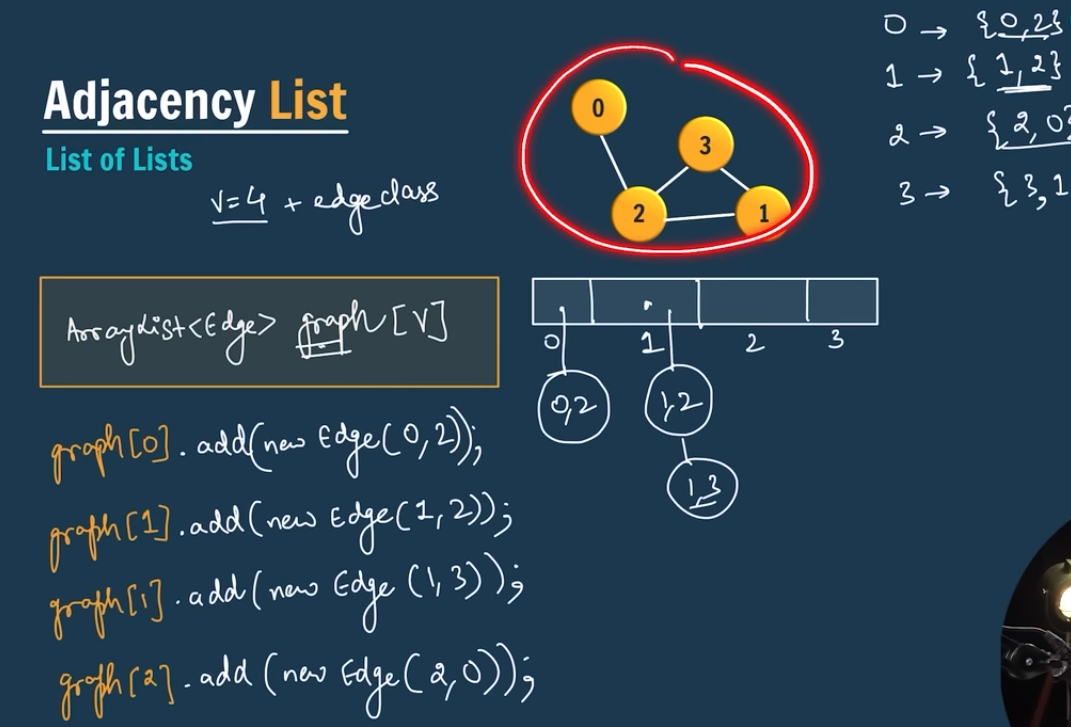 Adjacency List
List of Lists
V=4 + edge class
0
3
2
1
0 → {0,2}
1 → {1,2}
2 → {2,0}
3 → {3,1
ArrayList<Edge> graph[V]
0 1 2 3
0,2
1,2
1,3
graph[0].add(new Edge(0,2));
graph[1].add(new Edge(1,2));
graph[1].add(new Edge(1,3));
graph[2].add(new Edge(2,0));